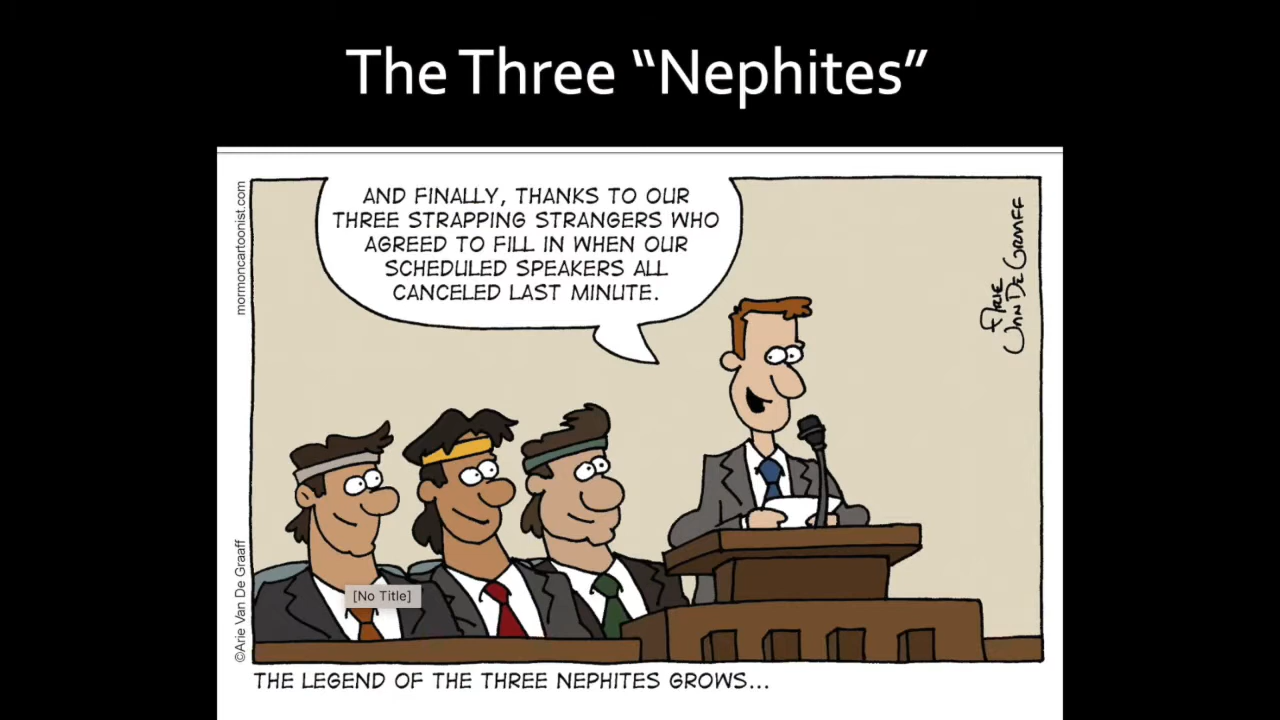 The Three “Nephites”
mormoncartoonist.com
AND FINALLY, THANKS TO OUR
THREE STRAPPING STRANGERS WHO
AGREED TO FILL IN WHEN OUR
SCHEDULED SPEAKERS ALL
CANCELED LAST MINUTE.
ARIE
VAN DE GRAAFF
[No Title]
©Arie Van De Graaff
THE LEGEND OF THE THREE NEPHITES GROWS...